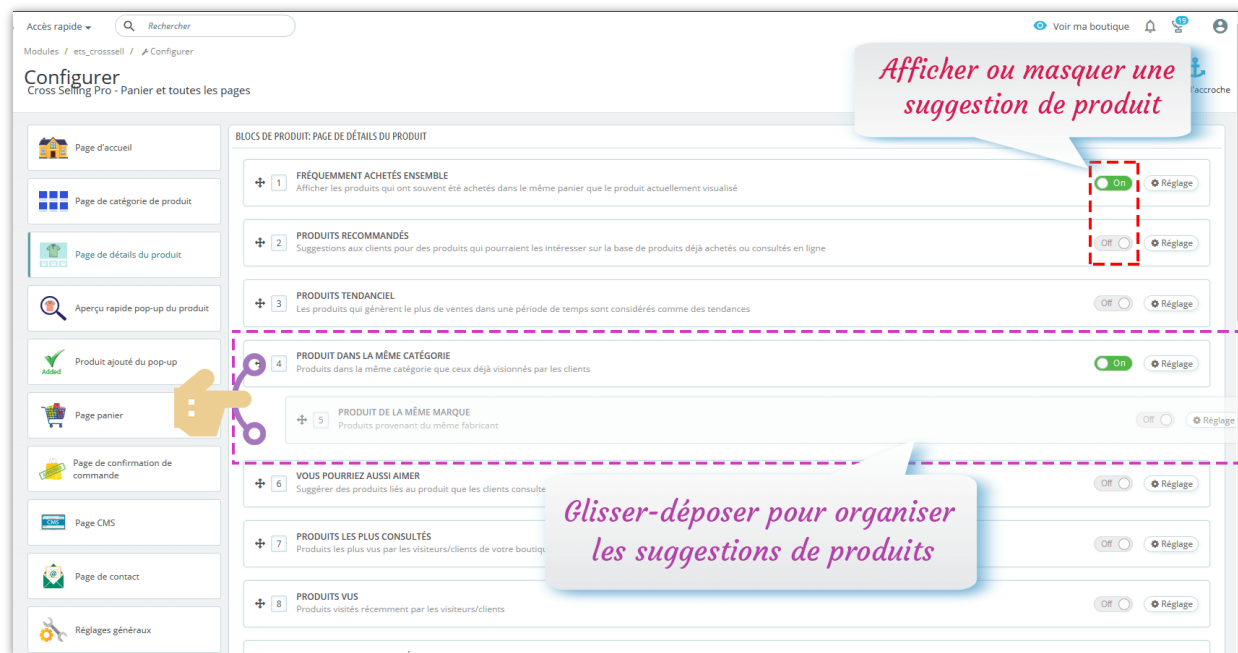 Accès rapide
Rechercher
Voir ma boutique
19
Modules / ets_crosssell / Configurer
Configurer
Cross Selling Pro - Panier et toutes les pages
l'accroche
Afficher ou masquer une
suggestion de produit
Page d'accueil
Page de catégorie de produit
Page de détails du produit
Aperçu rapide pop-up du produit
Added
Produit ajouté du pop-up
Page panier
Page de confirmation de
commande
CMS
Page CMS
Page de contact
Réglages généraux
BLOCS DE PRODUIT: PAGE DE DÉTAILS DU PRODUIT
1 FRÉQUEMMENT ACHETÉS ENSEMBLE On Réglage
Afficher les produits qui ont souvent été achetés dans le même panier que le produit actuellement visualisé
2 PRODUITS RECOMMANDÉS Off Réglage
Suggestions aux clients pour des produits qui pourraient les intéresser sur la base de produits déjà achetés ou consultés en ligne
3 PRODUITS TENDANCIEL Off Réglage
Les produits qui génèrent le plus de ventes dans une période de temps sont considérés comme des tendances
4 PRODUIT DANS LA MÊME CATÉGORIE On Réglage
Produits dans la même catégorie que ceux déjà visionnés par les clients
5 PRODUIT DE LA MÊME MARQUE Off Réglage
Produits provenant du même fabricant
6 VOUS POURRIEZ AUSSI AIMER Off Réglage
Suggérer des produits liés au produit que les clients consulte
7 PRODUITS LES PLUS CONSULTÉS Off Réglage
Produits les plus vus par les visiteurs/clients de votre boutiqu
8 PRODUITS VUS Off Réglage
Produits visités récemment par les visiteurs/clients
Glisser-déposer pour organiser
les suggestions de produits